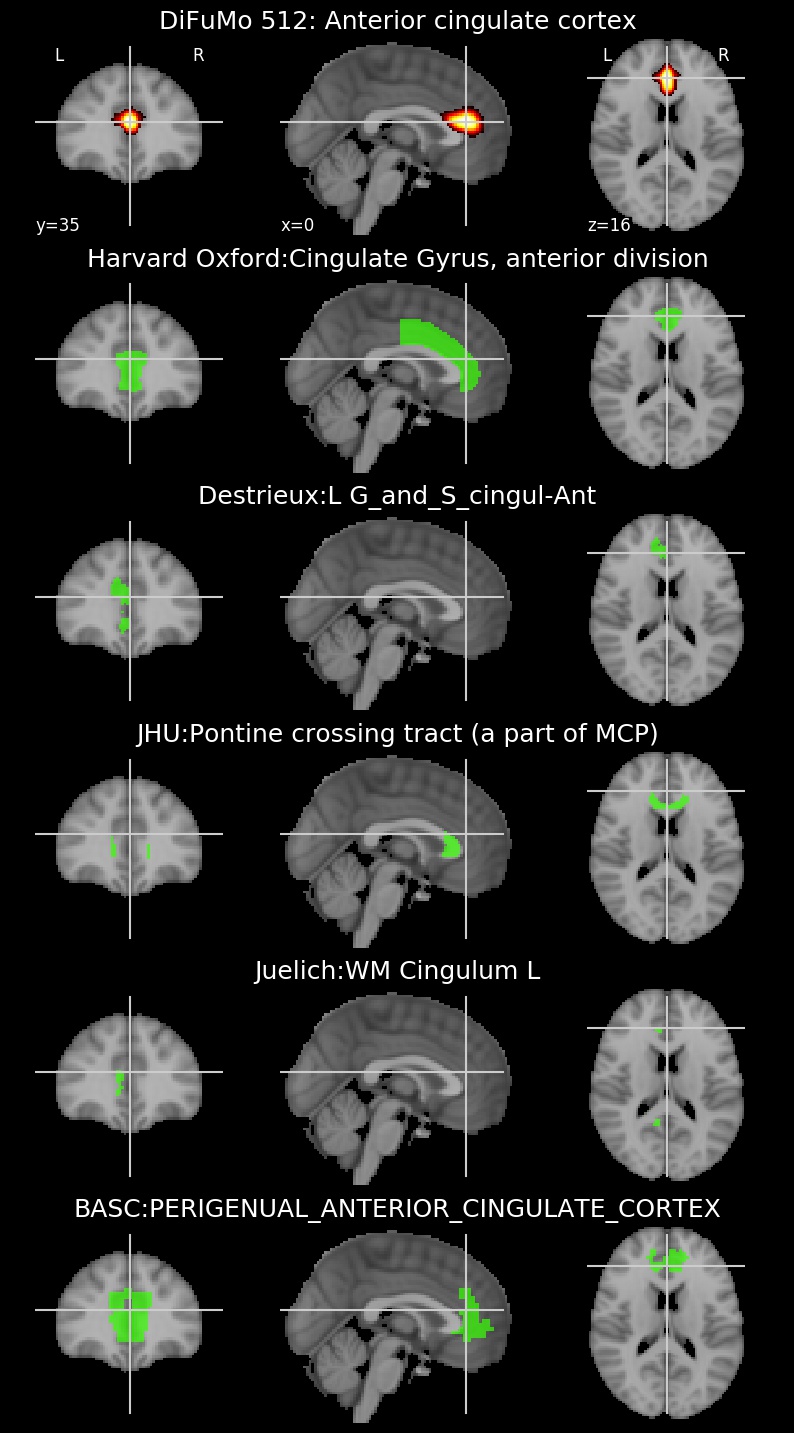 DiFuMo 512: Anterior cingulate cortex
L R L R
y=35 x=0 z=16
Harvard Oxford:Cingulate Gyrus, anterior division
Destrieux:L G_and_S_cingul-Ant
JHU:Pontine crossing tract (a part of MCP)
Juelich:WM Cingulum L
BASC:PERIGENUAL_ANTERIOR_CINGULATE_CORTEX